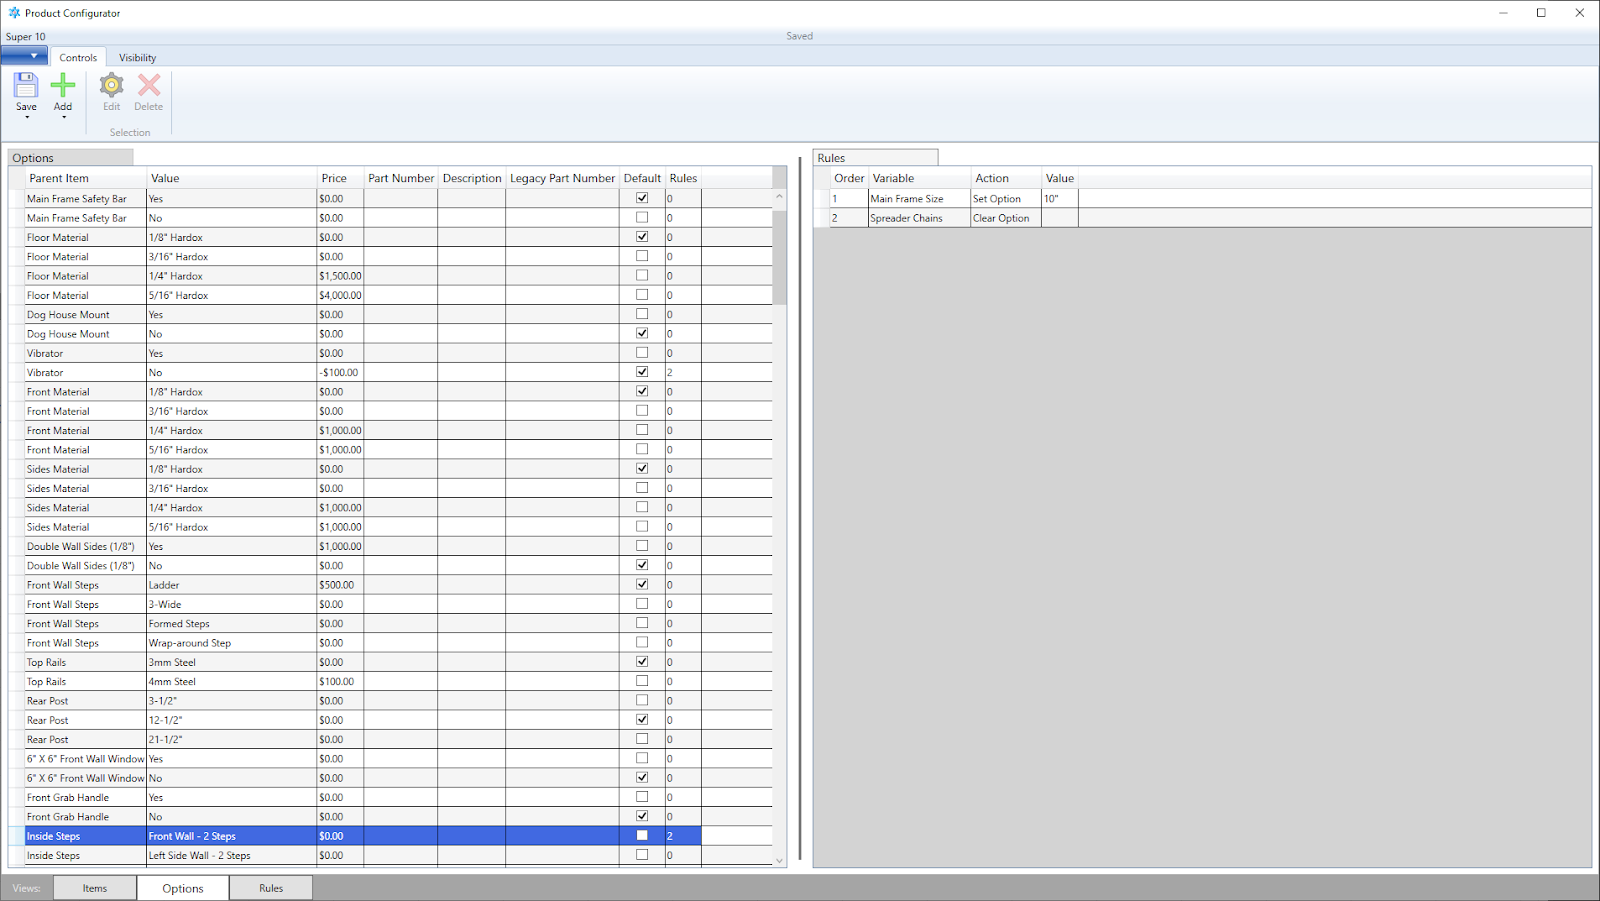 Product Configurator
Super 10 Saved
Controls Visibility
Save Add Edit Delete
Selection
Options
Parent Item Value Price Part Number Description Legacy Part Number Default Rules
Main Frame Safety Bar Yes $0.00 0
Main Frame Safety Bar No $0.00 0
Floor Material 1/8" Hardox $0.00 0
Floor Material 3/16" Hardox $0.00 0
Floor Material 1/4" Hardox $1,500.00 0
Floor Material 5/16" Hardox $4,000.00 0
Dog House Mount Yes $0.00 0
Dog House Mount No $0.00 0
Vibrator Yes $0.00 0
Vibrator No -$100.00 2
Front Material 1/8" Hardox $0.00 0
Front Material 3/16" Hardox $0.00 0
Front Material 1/4" Hardox $1,000.00 0
Front Material 5/16" Hardox $1,000.00 0
Sides Material 1/8" Hardox $0.00 0
Sides Material 3/16" Hardox $0.00 0
Sides Material 1/4" Hardox $1,000.00 0
Sides Material 5/16" Hardox $1,000.00 0
Double Wall Sides (1/8") Yes $1,000.00 0
Double Wall Sides (1/8") No $0.00 0
Front Wall Steps Ladder $500.00 0
Front Wall Steps 3-Wide $0.00 0
Front Wall Steps Formed Steps $0.00 0
Front Wall Steps Wrap-around Step $0.00 0
Top Rails 3mm Steel $0.00 0
Top Rails 4mm Steel $100.00 0
Rear Post 3-1/2" $0.00 0
Rear Post 12-1/2" $0.00 0
Rear Post 21-1/2" $0.00 0
6" X 6" Front Wall Window Yes $0.00 0
6" X 6" Front Wall Window No $0.00 0
Front Grab Handle Yes $0.00 0
Front Grab Handle No $0.00 0
Inside Steps Front Wall - 2 Steps $0.00 2
Inside Steps Left Side Wall - 2 Steps $0.00 0
Rules
Order Variable Action Value
1 Main Frame Size Set Option 10"
2 Spreader Chains Clear Option
Views: Items Options Rules